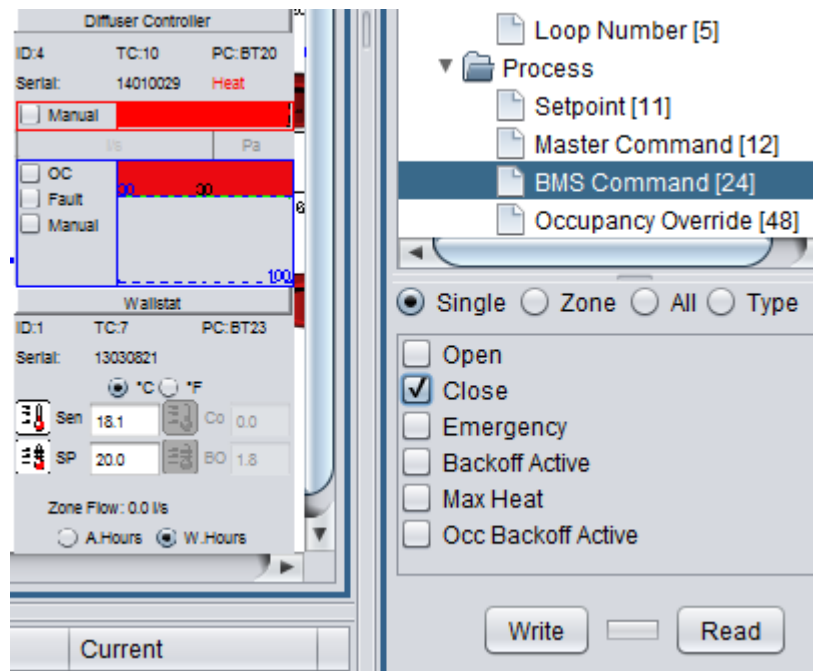 Diffuser Controller
ID:4 TC:10 PC:BT20
Serial: 14010029 Heat
Manual
l/s Pa
OC
Fault
Manual
30 30
100
Wallstat
ID:1 TC:7 PC:BT23
Serial: 13030821
°C °F
Sen 18.1 Co 0.0
SP 20.0 BO 1.8
Zone Flow: 0.0 l/s
A.Hours W.Hours
Current
Loop Number [5]
Process
Setpoint [11]
Master Command [12]
BMS Command [24]
Occupancy Override [48]
Single Zone All Type
Open
Close
Emergency
Backoff Active
Max Heat
Occ Backoff Active
Write Read